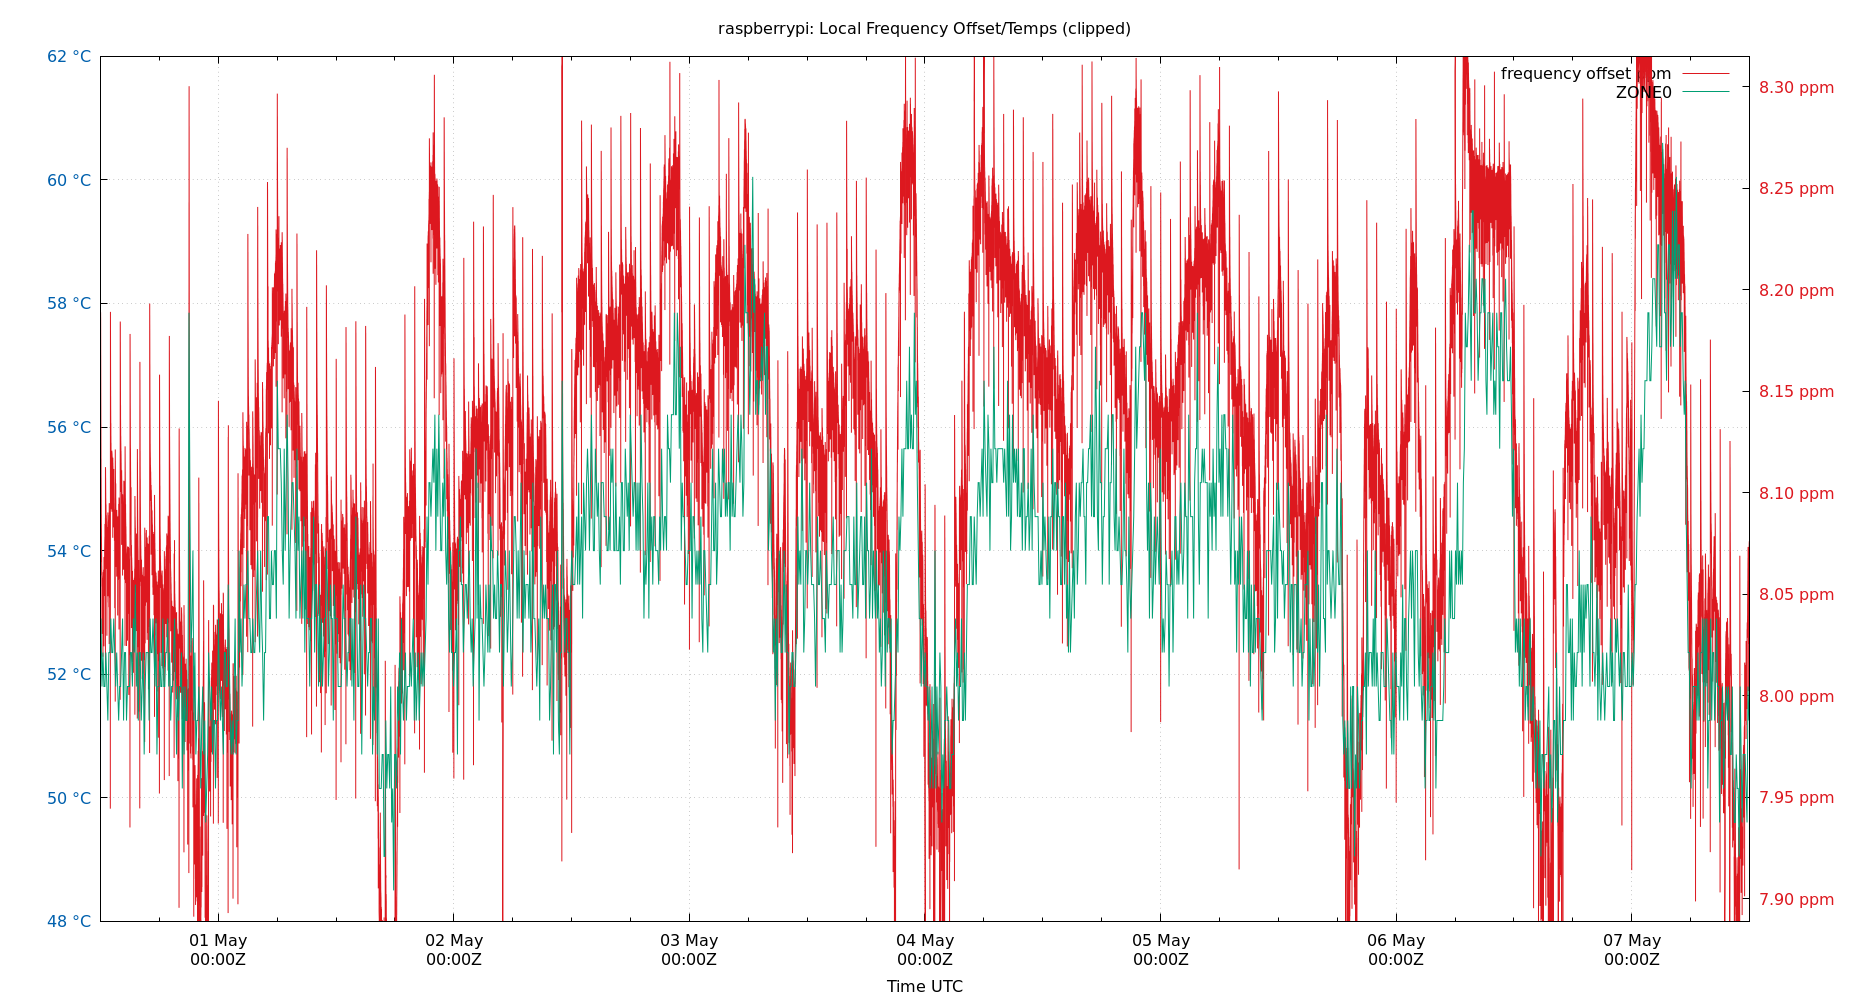 raspberrypi: Local Frequency Offset/Temps (clipped)
62 °C
60 °C
58 °C
56 °C
54 °C
52 °C
50 °C
48 °C
frequency offset ppm
ZONE0
8.30 ppm
8.25 ppm
8.20 ppm
8.15 ppm
8.10 ppm
8.05 ppm
8.00 ppm
7.95 ppm
7.90 ppm
01 May
00:00Z
02 May
00:00Z
03 May
00:00Z
04 May
00:00Z
05 May
00:00Z
06 May
00:00Z
07 May
00:00Z
Time UTC